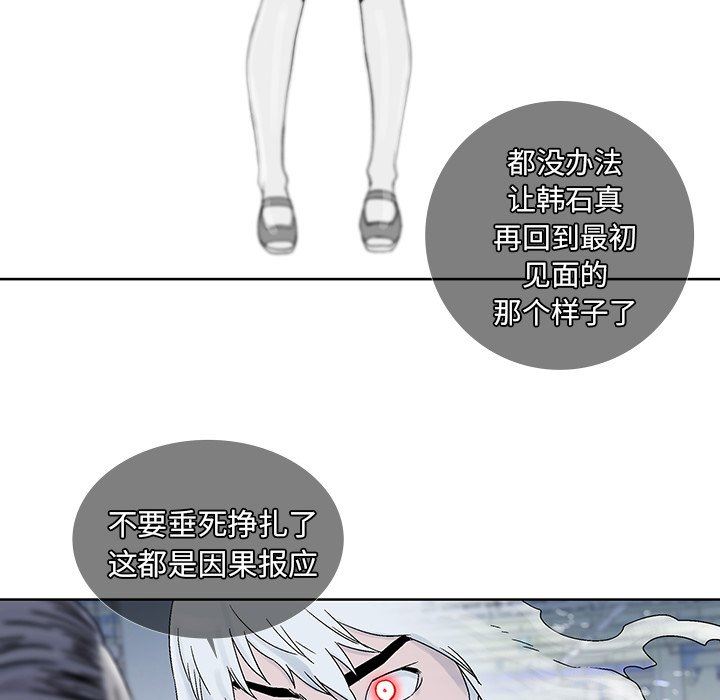 都没办法
让韩石真
再回到最初
见面的
那个样子了
不要垂死挣扎了
这都是因果报应